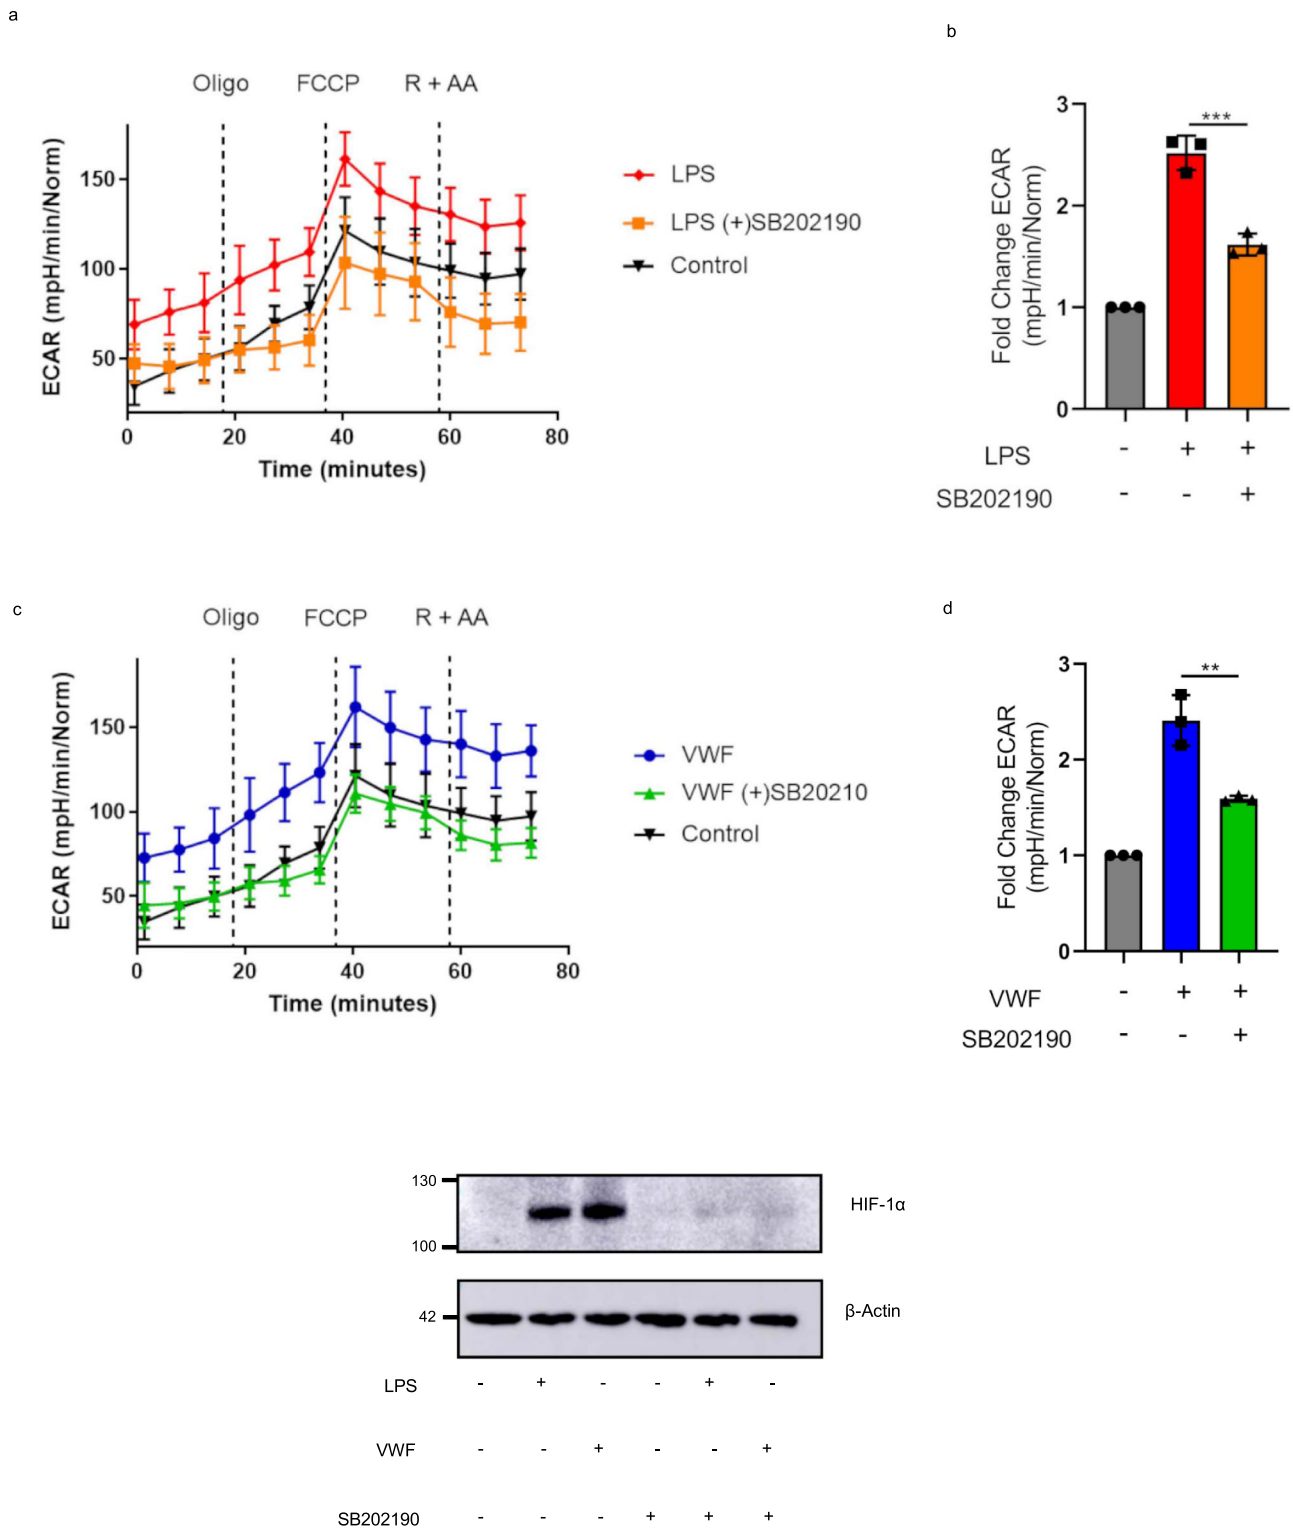 a
Oligo FCCP R + AA
ECAR (mpH/min/Norm)
150
100
50
0 20 40 60 80
Time (minutes)
LPS
LPS (+)SB202190
Control
b
Fold Change ECAR
(mpH/min/Norm)
3
2
1
0
***
LPS - + +
SB202190 - - +
c
Oligo FCCP R + AA
ECAR (mpH/min/Norm)
150
100
50
0 20 40 60 80
Time (minutes)
VWF
VWF (+)SB20210
Control
d
Fold Change ECAR
(mpH/min/Norm)
3
2
1
0
**
VWF - + +
SB202190 - - +
130
100
HIF-1α
42
β-Actin
LPS - + - - + -
VWF - - + - - +
SB202190 - - - + + +